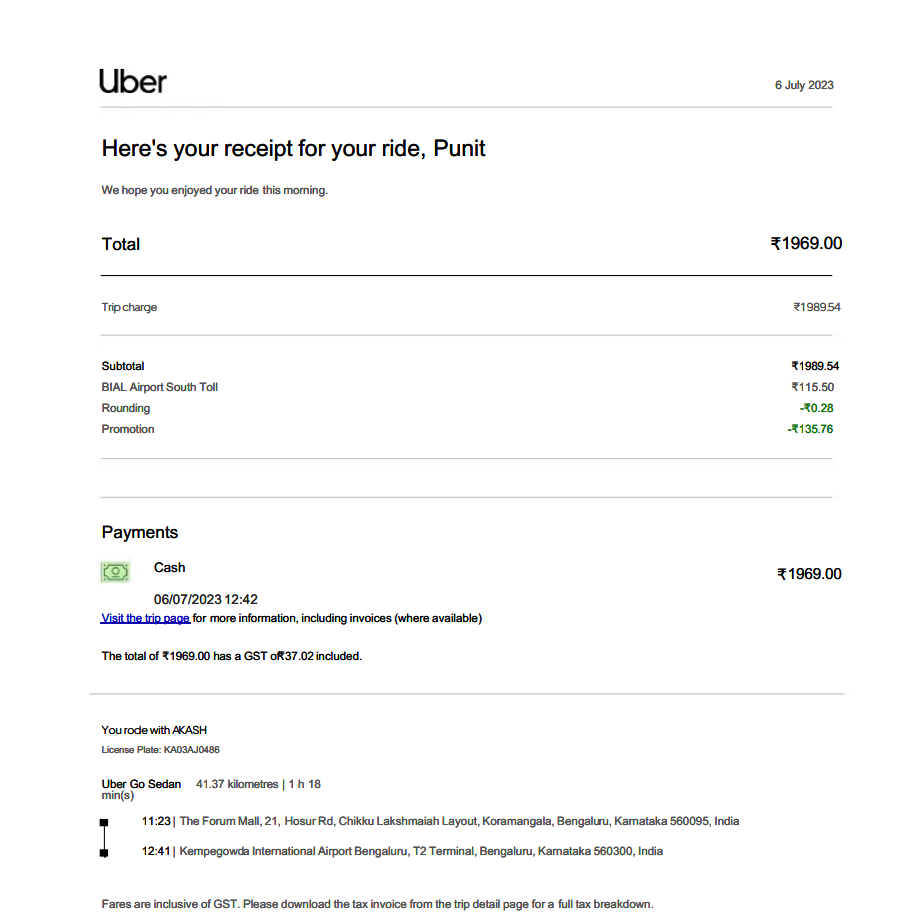 Uber
6 July 2023
Here's your receipt for your ride, Punit
We hope you enjoyed your ride this morning.
Total ₹1969.00
Trip charge ₹1989.54
Subtotal ₹1989.54
BIAL Airport South Toll ₹115.50
Rounding -₹0.28
Promotion -₹135.76
Payments
Cash ₹1969.00
06/07/2023 12:42
Visit the trip page for more information, including invoices (where available)
The total of ₹1969.00 has a GST of ₹37.02 included.
You rode with AKASH
License Plate: KA03AJ0486
Uber Go Sedan 41.37 kilometres | 1 h 18
min(s)
11:23 | The Forum Mall, 21, Hosur Rd, Chikku Lakshmaiah Layout, Koramangala, Bengaluru, Karnataka 560095, India
12:41 | Kempegowda International Airport Bengaluru, T2 Terminal, Bengaluru, Karnataka 560300, India
Fares are inclusive of GST. Please download the tax invoice from the trip detail page for a full tax breakdown.